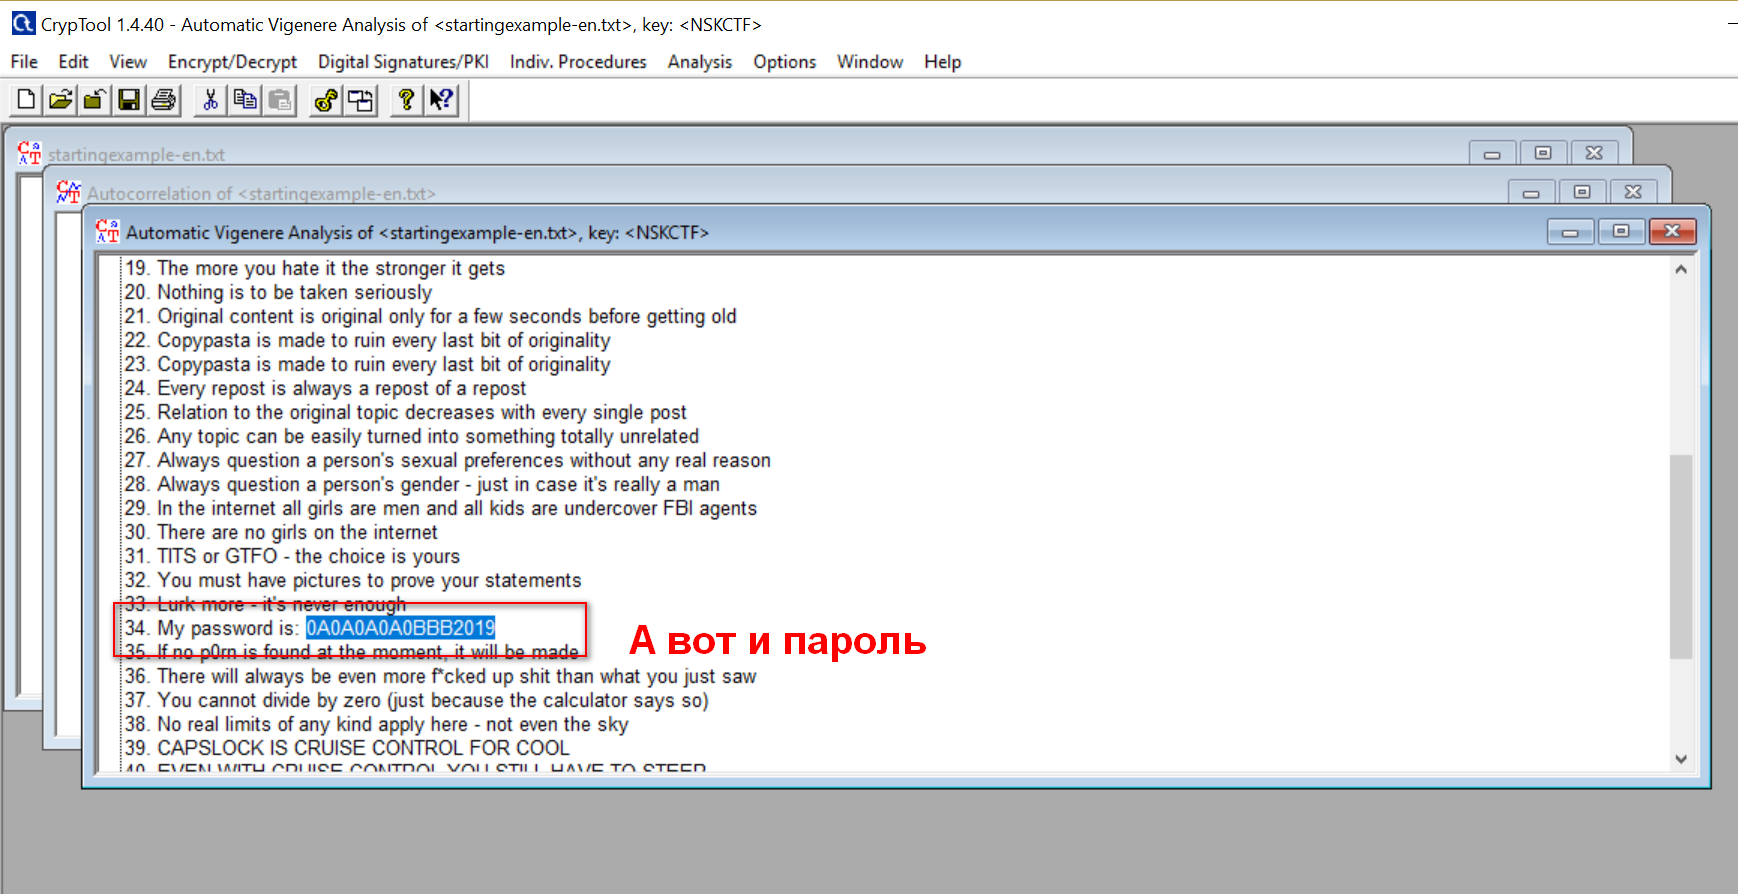 CrypTool 1.4.40 - Automatic Vigenere Analysis of <startingexample-en.txt>, key: <NSKCTF>
File Edit View Encrypt/Decrypt Digital Signatures/PKI Indiv. Procedures Analysis Options Window Help
startingexample-en.txt
Autocorrelation of <startingexample-en.txt>
Automatic Vigenere Analysis of <startingexample-en.txt>, key: <NSKCTF>
19. The more you hate it the stronger it gets
20. Nothing is to be taken seriously
21. Original content is original only for a few seconds before getting old
22. Copypasta is made to ruin every last bit of originality
23. Copypasta is made to ruin every last bit of originality
24. Every repost is always a repost of a repost
25. Relation to the original topic decreases with every single post
26. Any topic can be easily turned into something totally unrelated
27. Always question a person's sexual preferences without any real reason
28. Always question a person's gender - just in case it's really a man
29. In the internet all girls are men and all kids are undercover FBI agents
30. There are no girls on the internet
31. TITS or GTFO - the choice is yours
32. You must have pictures to prove your statements
33. Lurk more - it's never enough
34. My password is: 0A0A0A0A0BBB2019
А вот и пароль
35. If no p0rn is found at the moment, it will be made
36. There will always be even more f*cked up shit than what you just saw
37. You cannot divide by zero (just because the calculator says so)
38. No real limits of any kind apply here - not even the sky
39. CAPSLOCK IS CRUISE CONTROL FOR COOL
40. EVEN WITH CRUISE CONTROL YOU STILL HAVE TO STEER